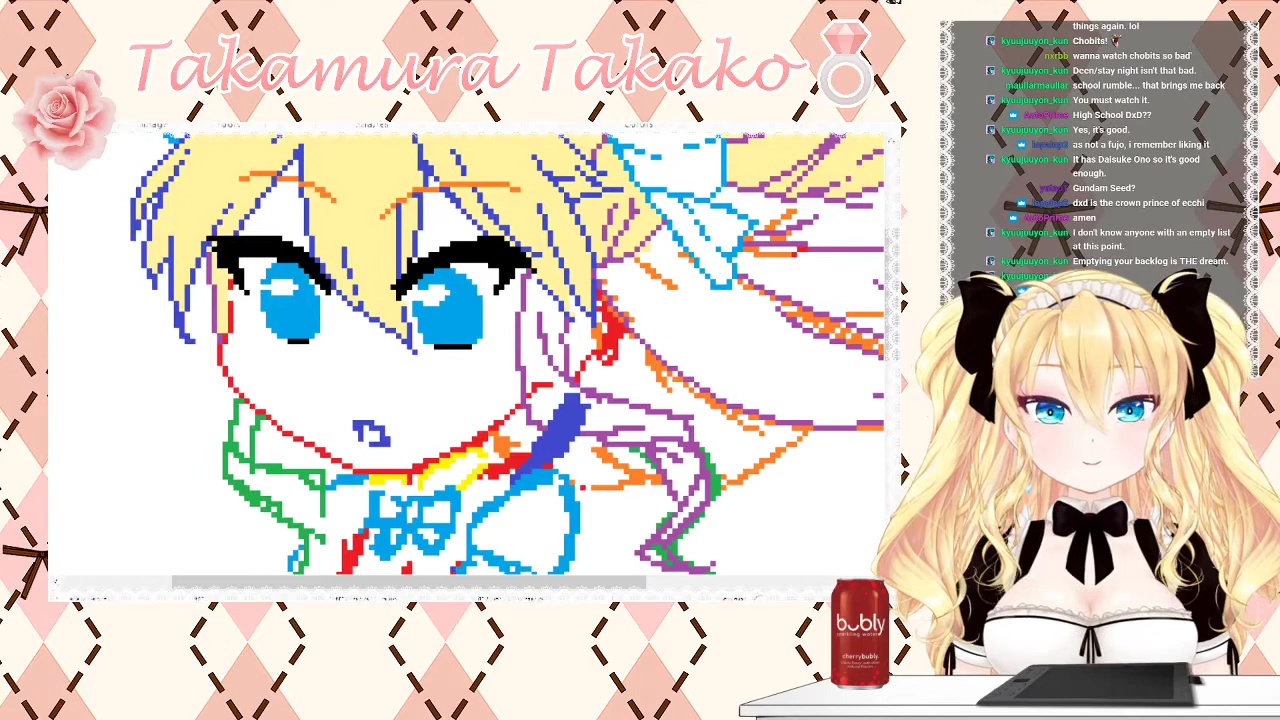 Takamura Takako
things again. lol
kyuujuuyon_kun Chobits!
nxrbb wanna watch chobits so bad'
kyuujuuyon_kun Deen/stay night isn't that bad.
maullarmaullar school rumble... that brings me back
kyuujuuyon_kun You must watch it.
High School DxD??
kyuujuuyon_kun Yes, it's good.
as not a fujo, i remember liking it
kyuujuuyon_kun It has Daisuke Ono so it's good
enough.
Gundam Seed?
dxd is the crown prince of ecchi
amen
kyuujuuyon_kun I don't know anyone with an empty list
at this point.
kyuujuuyon_kun Emptying your backlog is THE dream.
kyuujuuyon_kun
bubly
sparkling water
cherrybubly